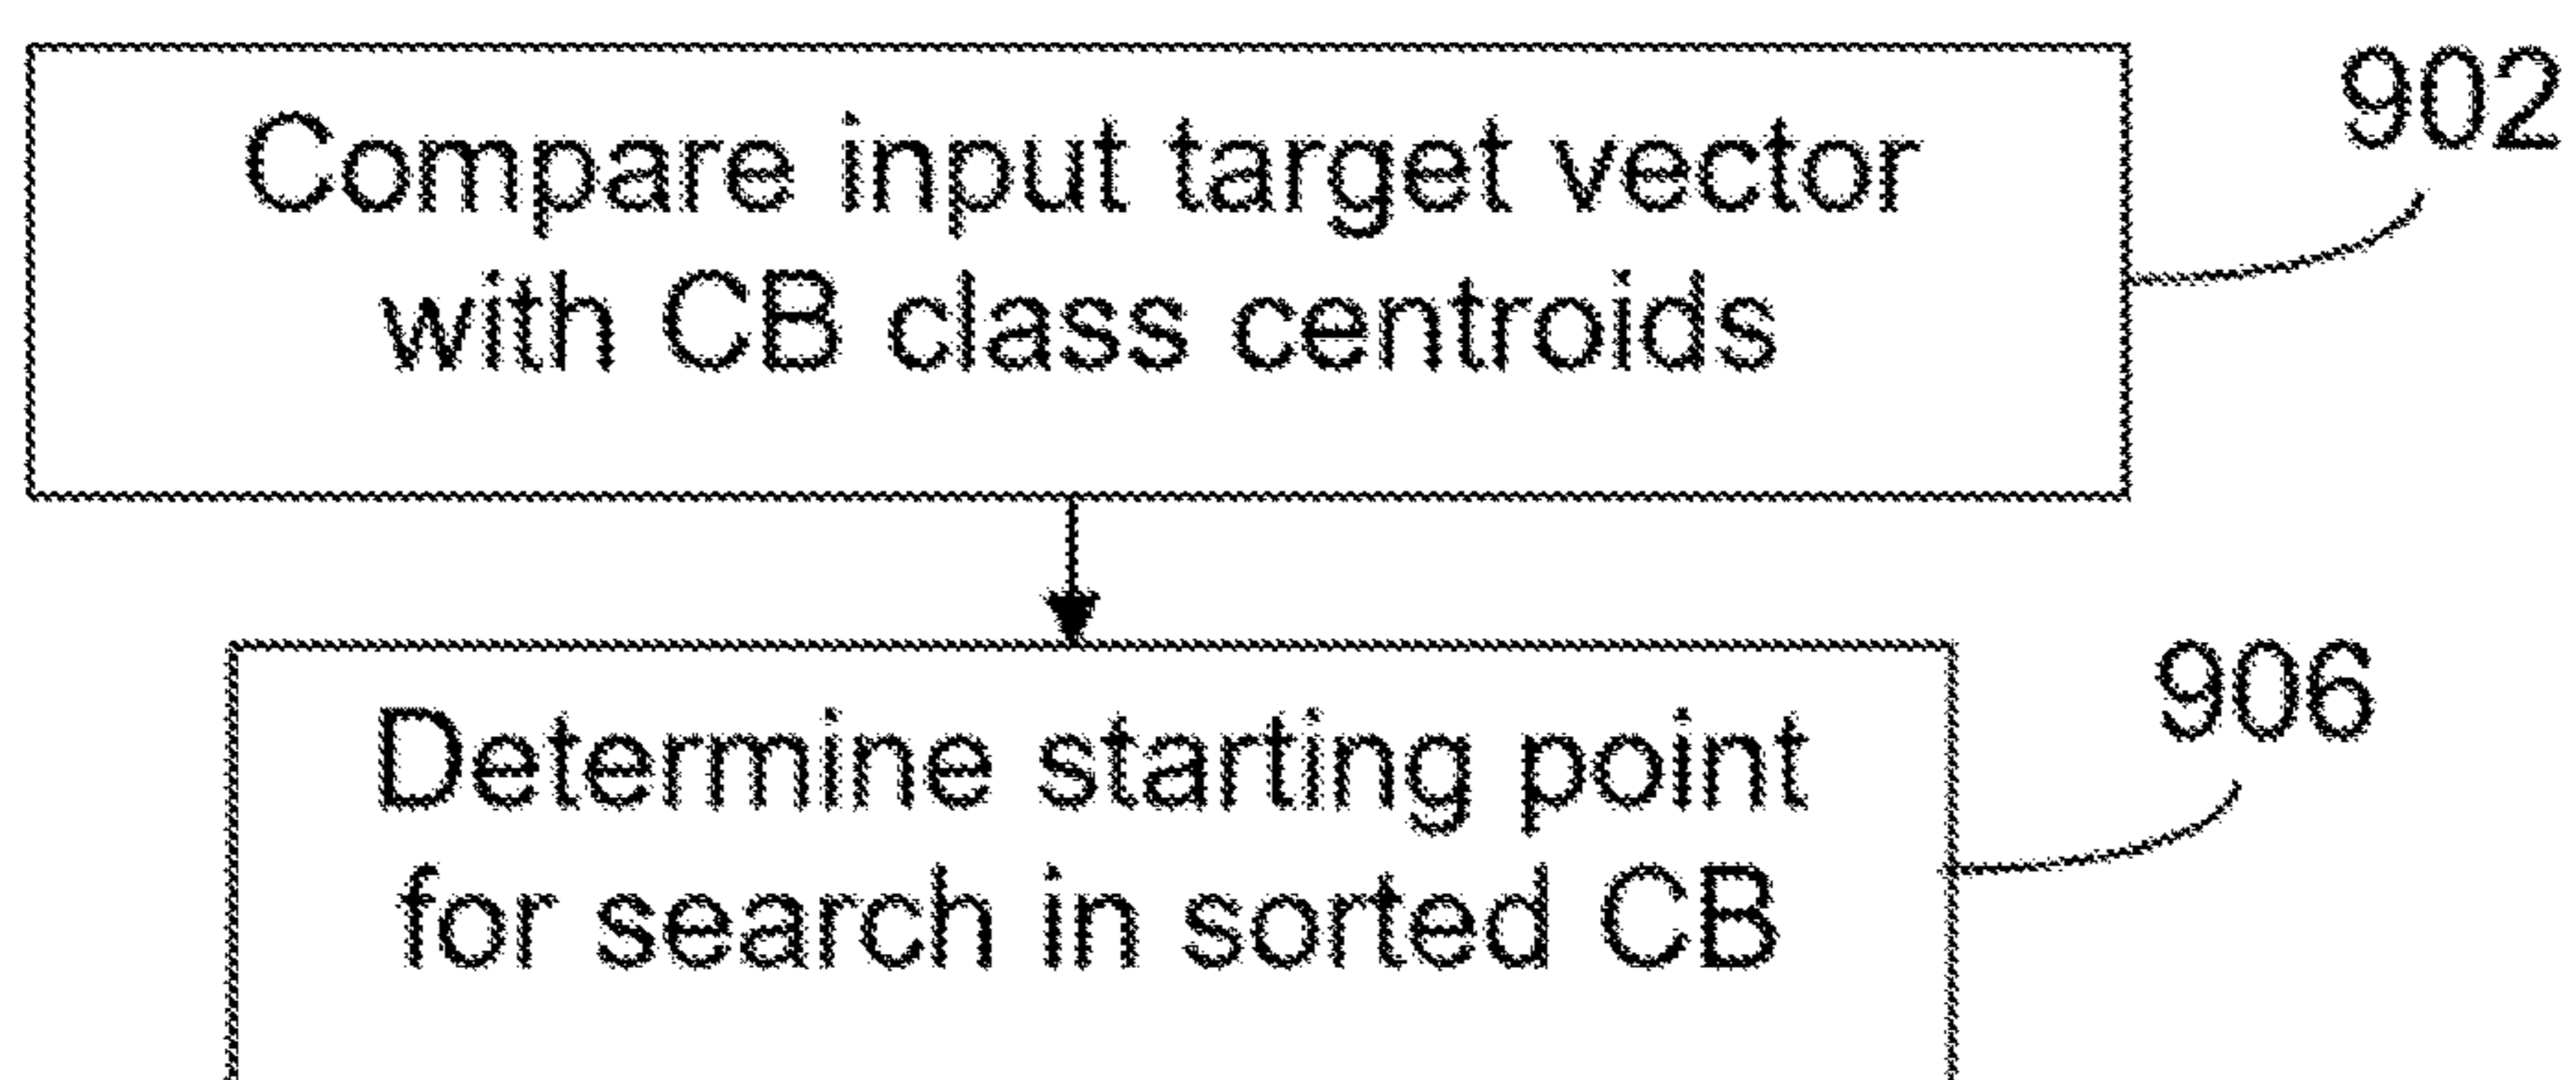 Compare input target vector
with CB class centroids
902
Determine starting point
for search in sorted CB
906